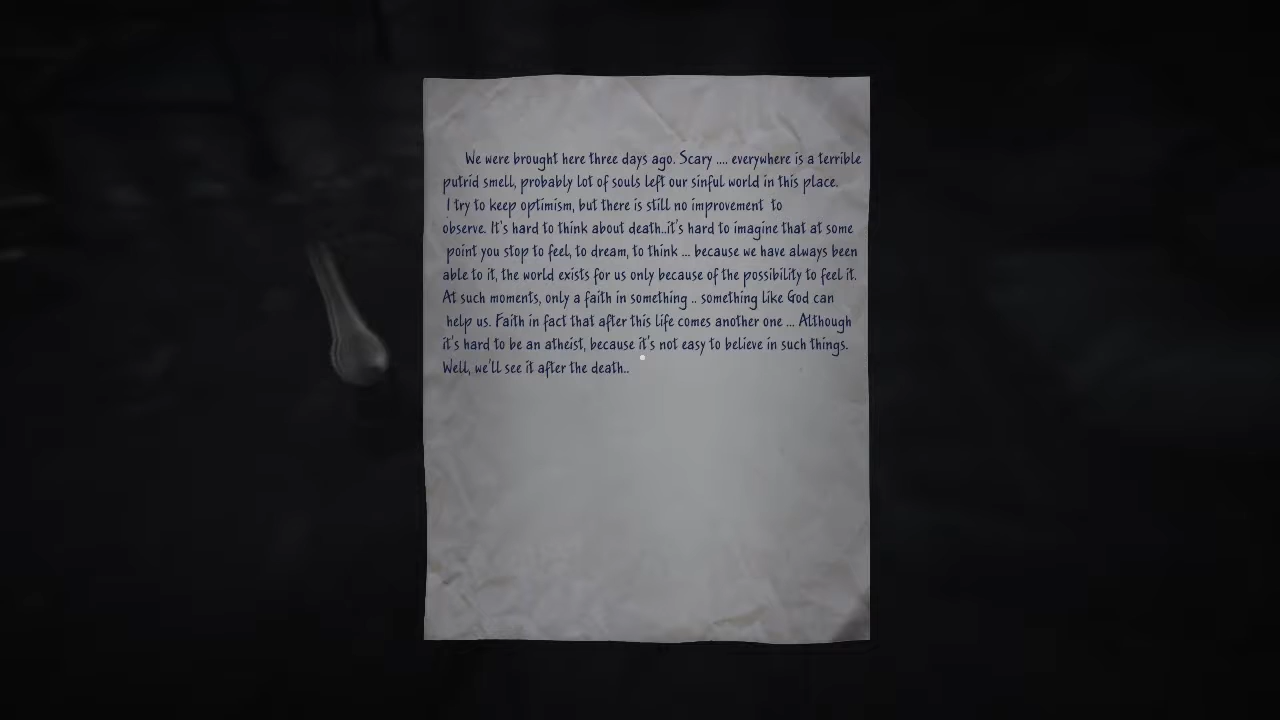 We were brought here three days ago. Scary .... everywhere is a terrible
putrid smell, probably lot of souls left our sinful world in this place.
I try to keep optimism, but there is still no improvement to
observe. It's hard to think about death..it's hard to imagine that at some
point you stop to feel, to dream, to think ... because we have always been
able to it, the world exists for us only because of the possibility to feel it.
At such moments, only a faith in something .. something like God can
help us. Faith in fact that after this life comes another one ... Although
it's hard to be an atheist, because it's not easy to believe in such things.
Well, we'll see it after the death..